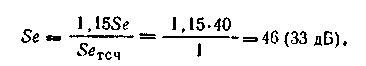 Se = 1,15Se / Se_тсч = 1,15·40 / 1 = 46 (33 дБ).